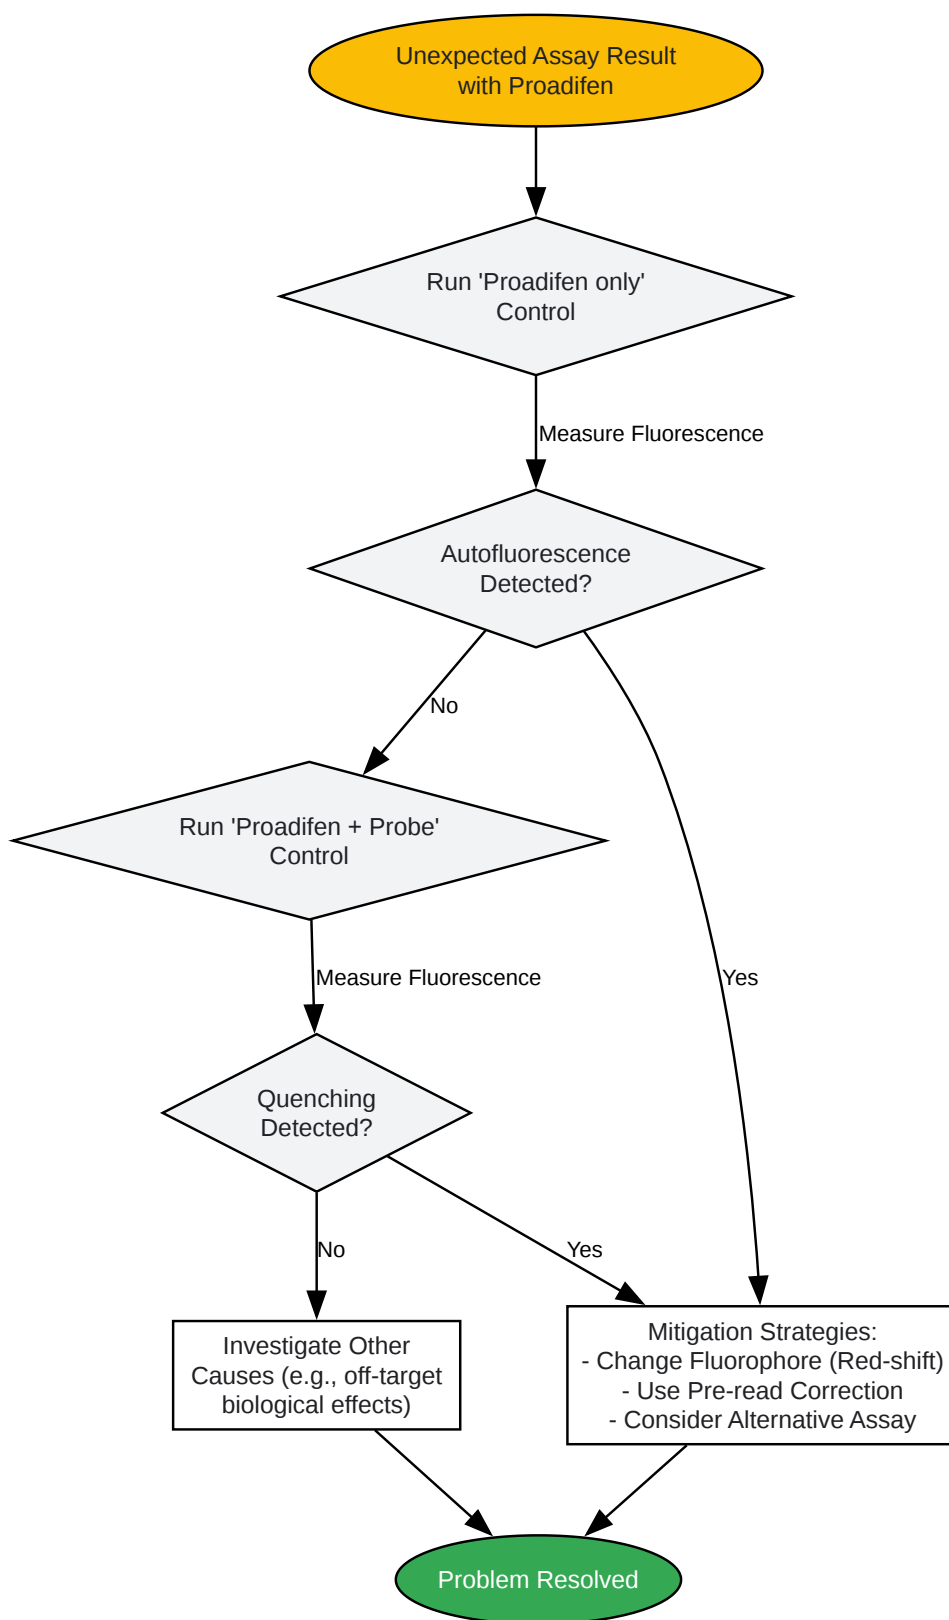 Unexpected Assay Result
with Proadifen
Run 'Proadifen only'
Control
Measure Fluorescence
Autofluorescence
Detected?
No
Yes
Run 'Proadifen + Probe'
Control
Measure Fluorescence
Quenching
Detected?
No
Yes
Investigate Other
Causes (e.g., off-target
biological effects)
Mitigation Strategies:
- Change Fluorophore (Red-shift)
- Use Pre-read Correction
- Consider Alternative Assay
Problem Resolved